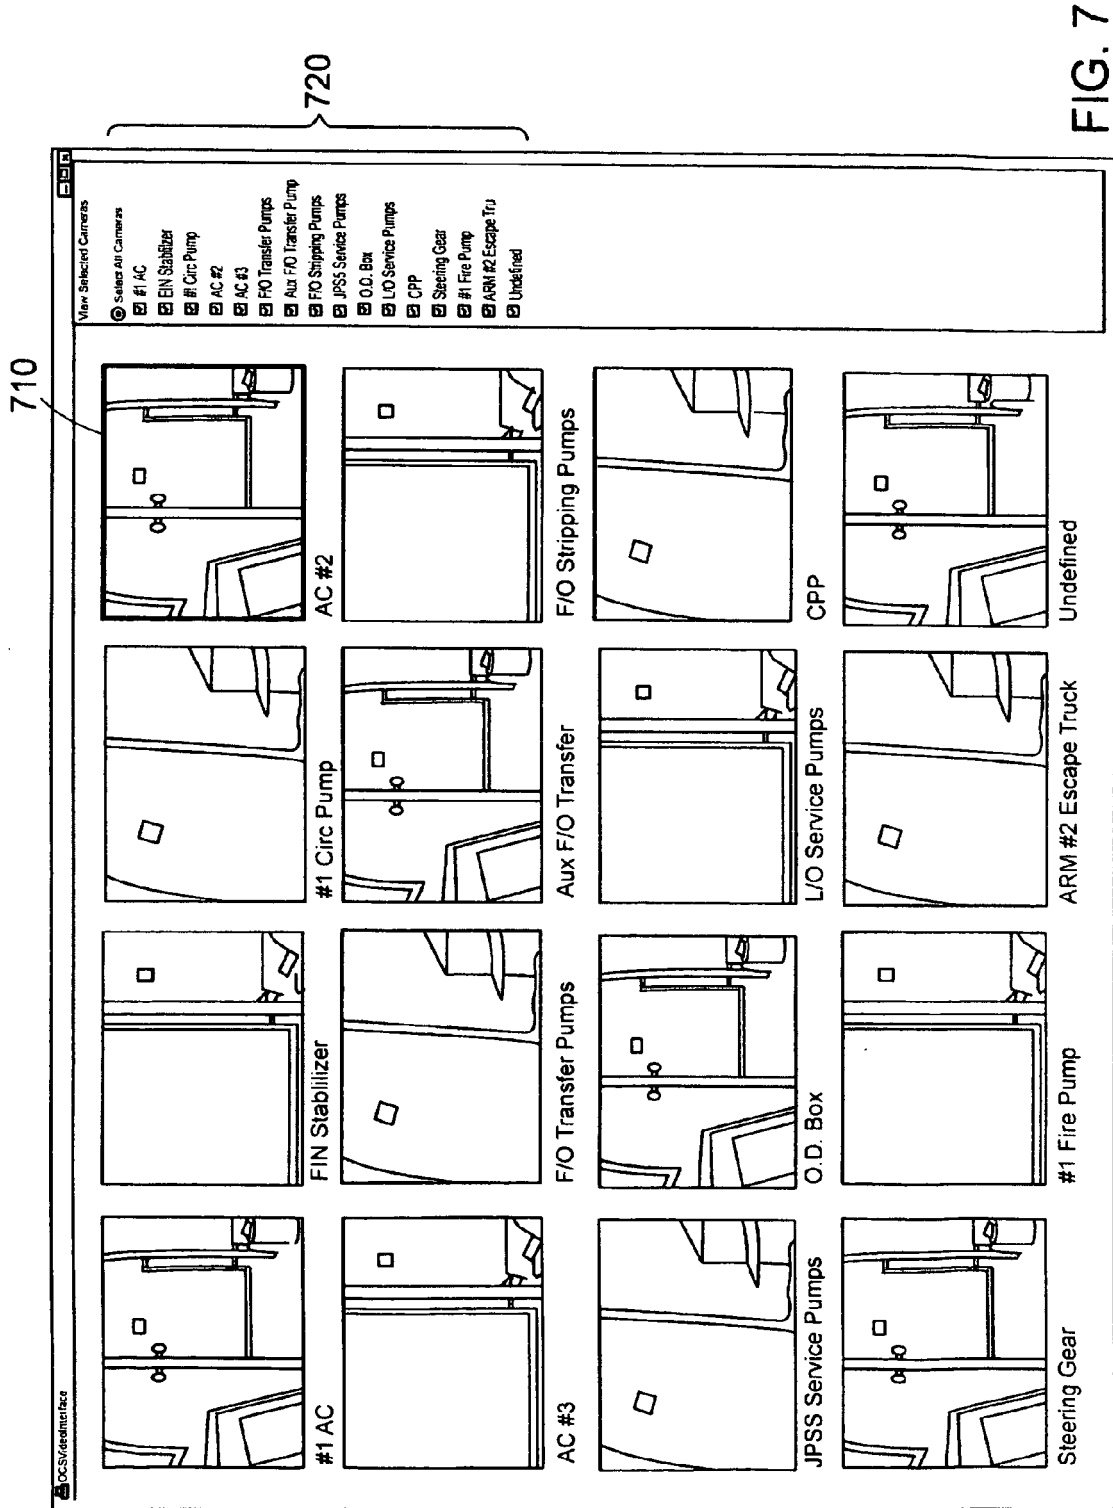 OCSVideoInterface
710
View Selected Cameras
Select All Cameras
#1 AC
EIN Stabilizer
#1 Circ Pump
AC #2
AC #3
F/O Transfer Pumps
Aux F/O Transfer Pump
F/O Stripping Pumps
JPS5 Service Pumps
O.D. Box
L/O Service Pumps
CPP
Steering Gear
#1 Fire Pump
ARM #2 Escape Tru
Undefined
720
#1 AC
FIN Stablilizer
#1 Circ Pump
AC #2
AC #3
F/O Transfer Pumps
Aux F/O Transfer
F/O Stripping Pumps
JPSS Service Pumps
O.D. Box
L/O Service Pumps
CPP
Steering Gear
#1 Fire Pump
ARM #2 Escape Truck
Undefined
FIG. 7